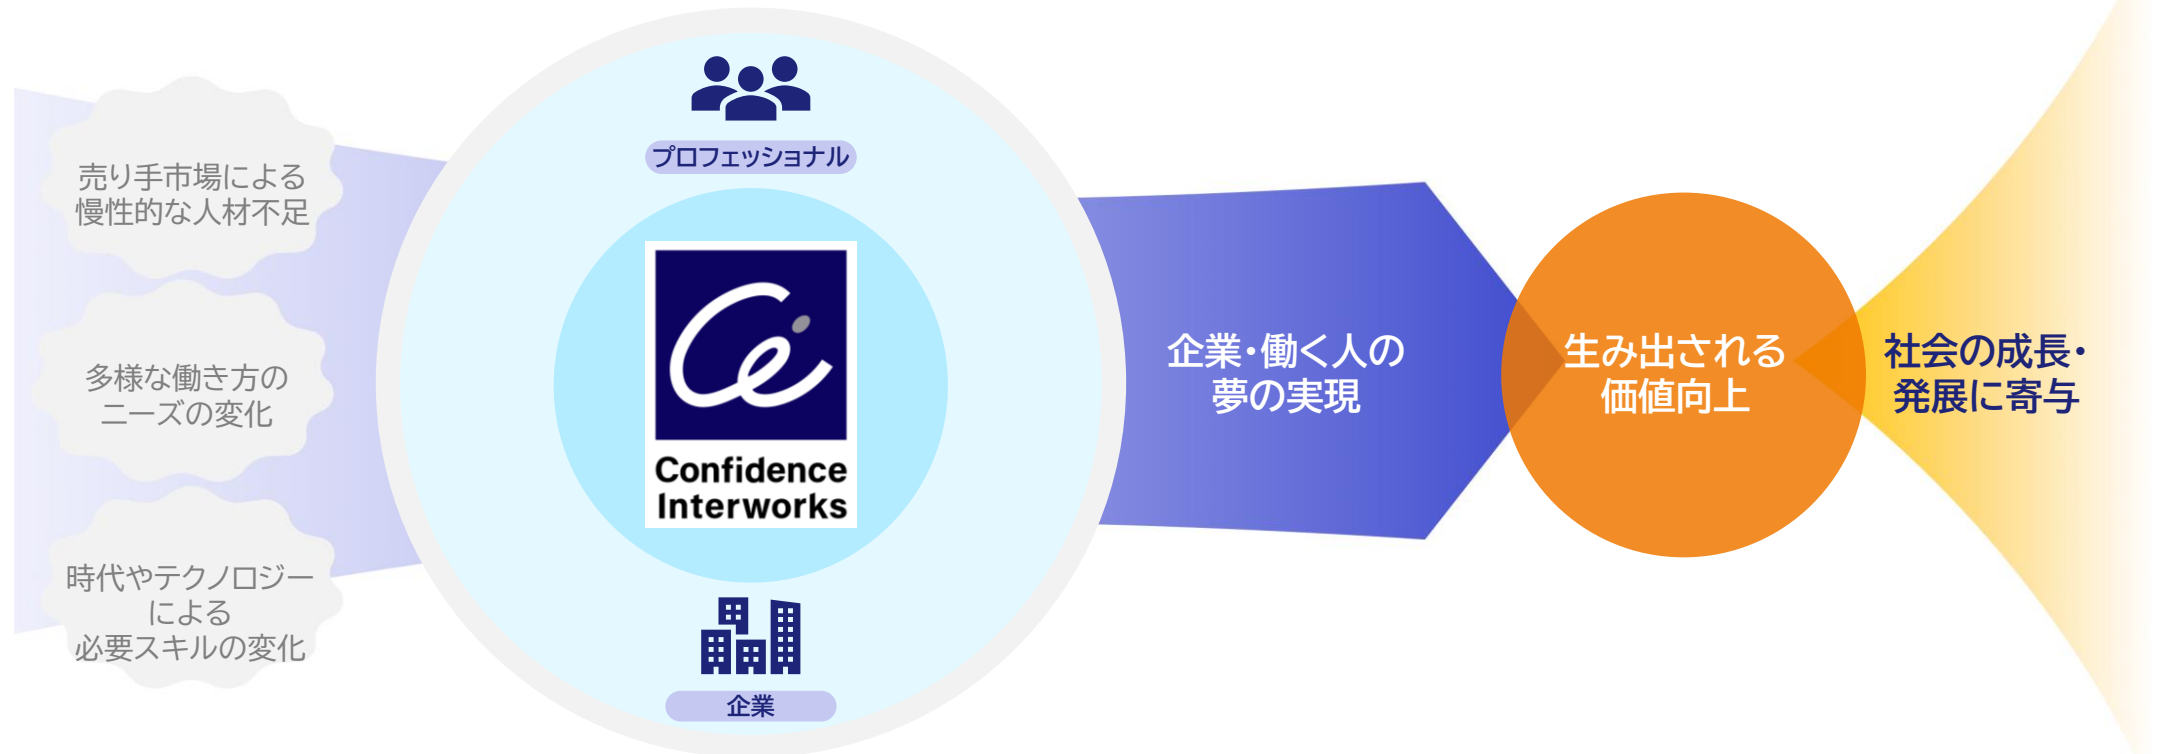 売り手市場による
慢性的な人材不足
多様な働き方の
ニーズの変化
時代やテクノロジー
による
必要スキルの変化
プロフェッショナル
Ci
Confidence
Interworks
企業
企業・働く人の
夢の実現
生み出される
価値向上
社会の成長・
発展に寄与